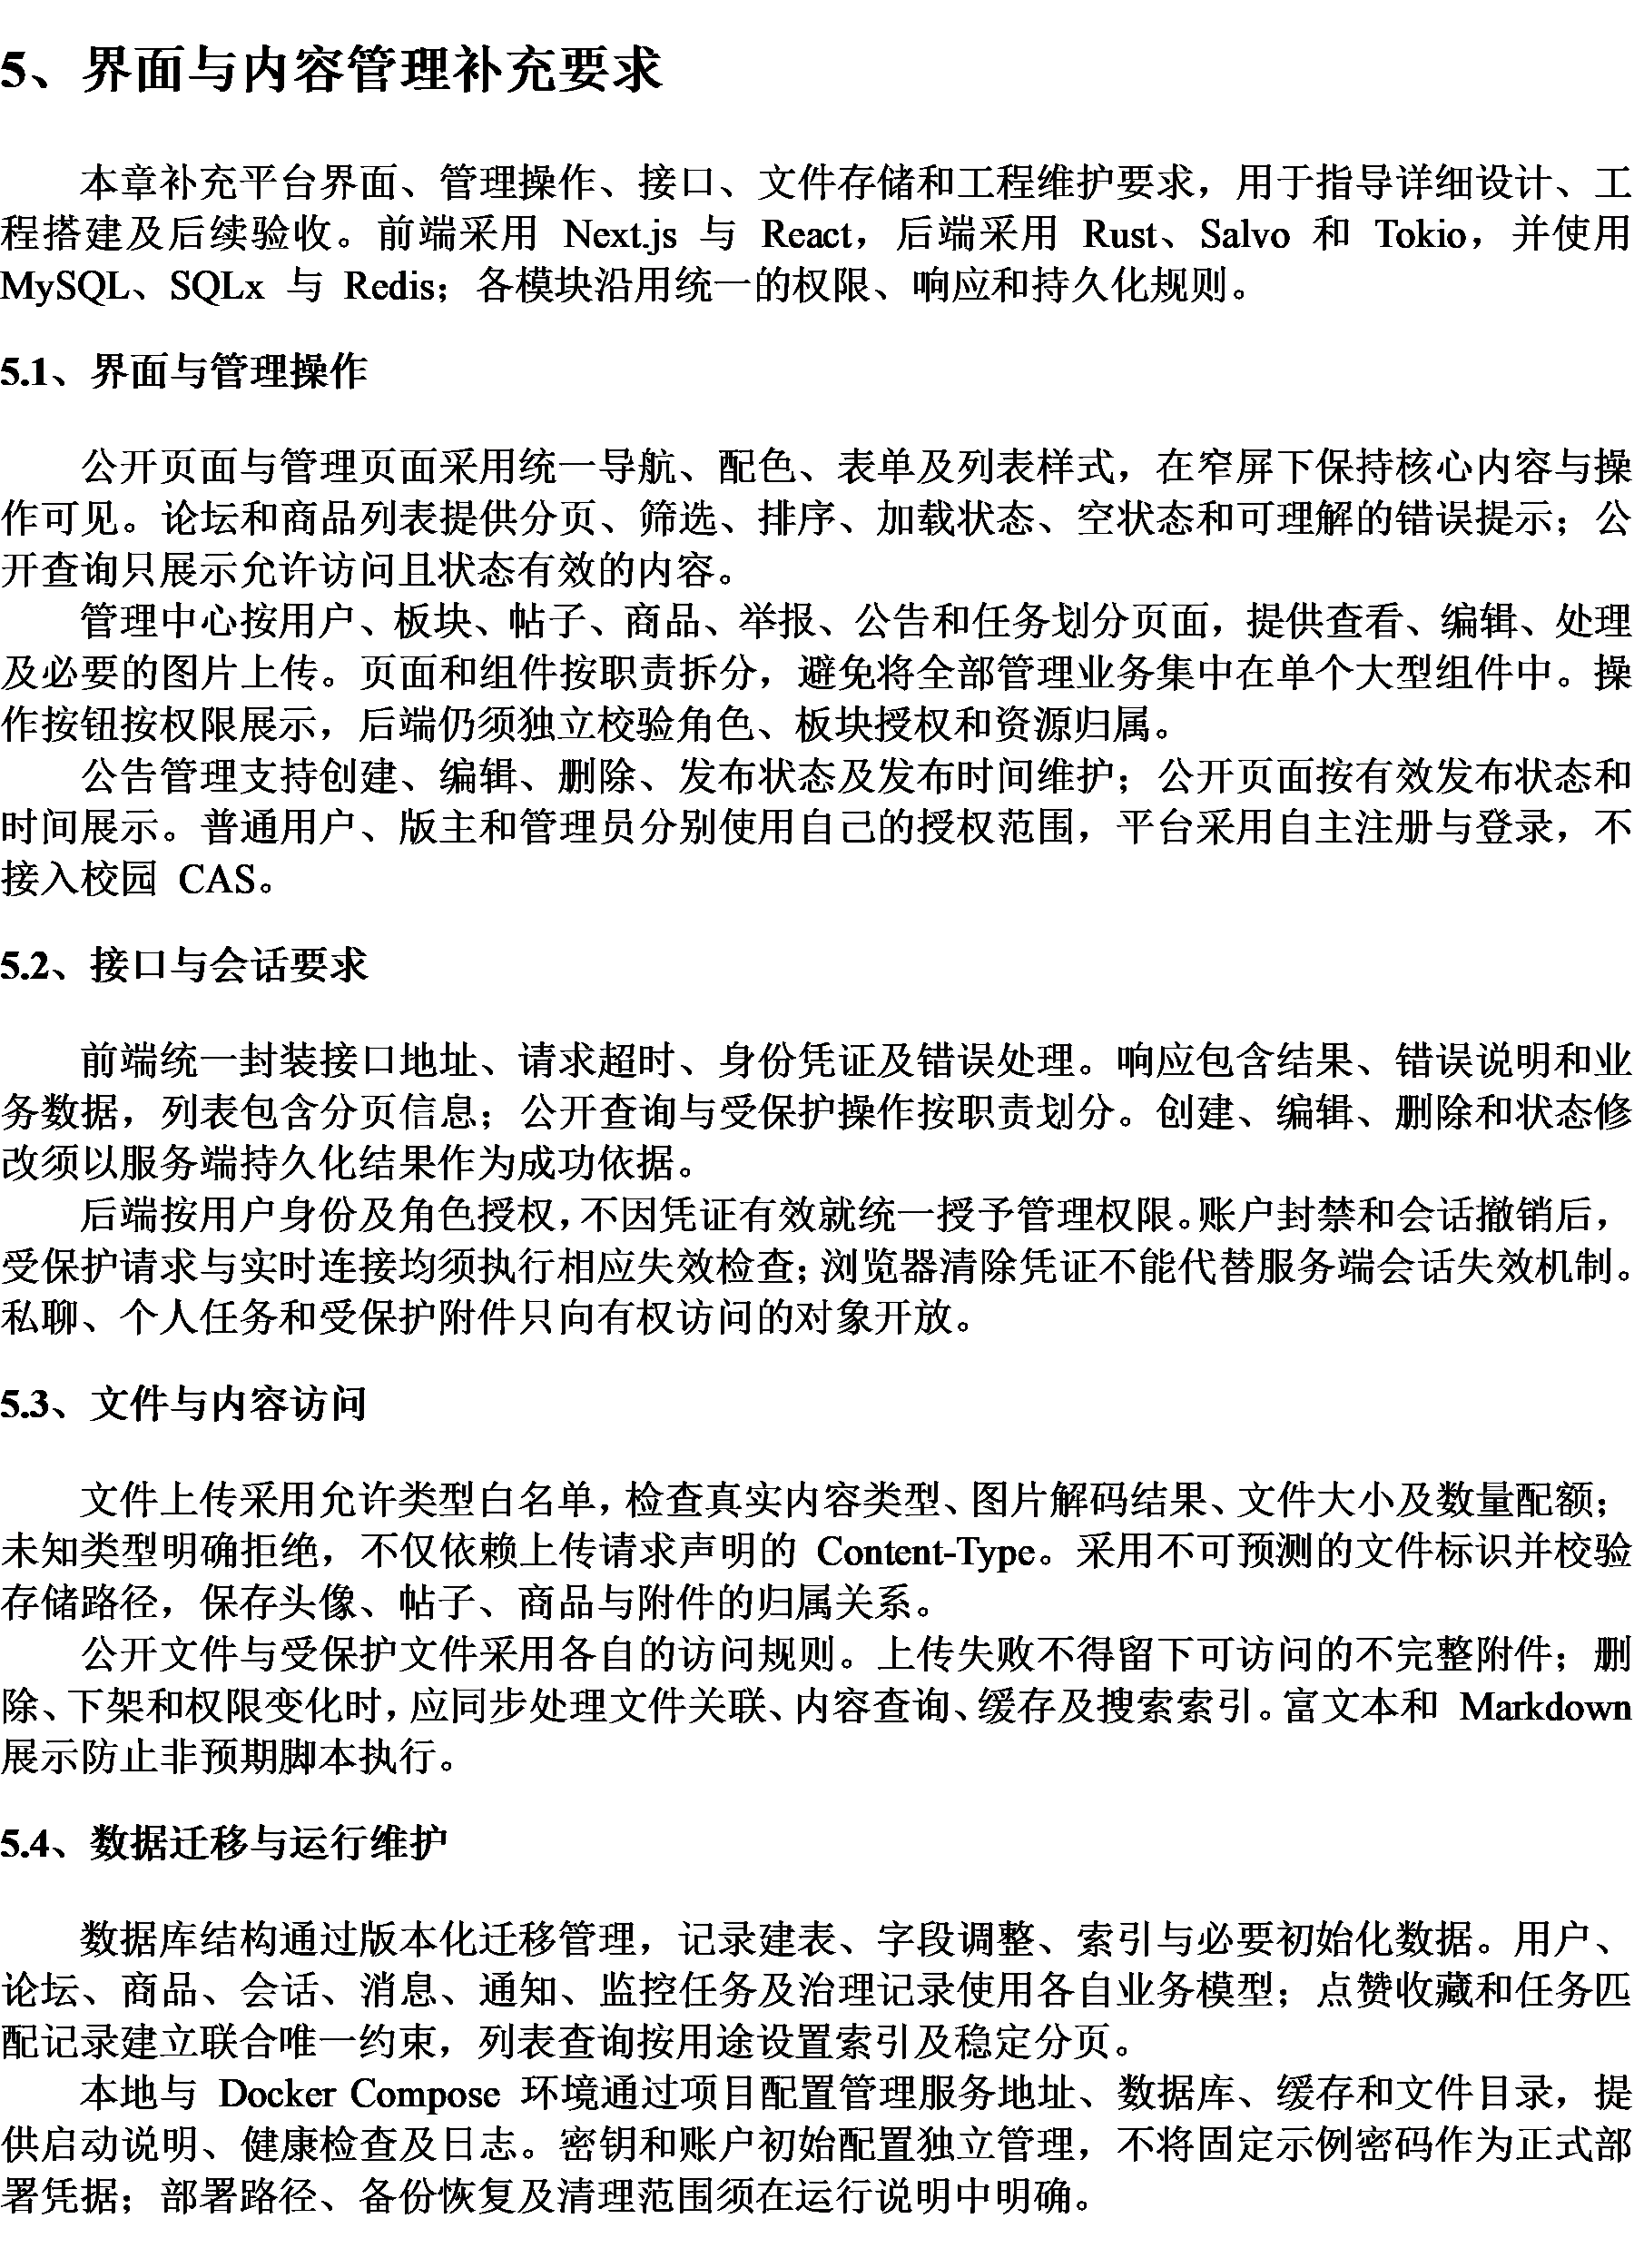 5、界面与内容管理补充要求
本章补充平台界面、管理操作、接口、文件存储和工程维护要求，用于指导详细设计、工
程搭建及后续验收。前端采用 Next.js 与 React，后端采用 Rust、Salvo 和 Tokio，并使用
MySQL、SQLx 与 Redis；各模块沿用统一的权限、响应和持久化规则。
5.1、界面与管理操作
公开页面与管理页面采用统一导航、配色、表单及列表样式，在窄屏下保持核心内容与操
作可见。论坛和商品列表提供分页、筛选、排序、加载状态、空状态和可理解的错误提示；公
开查询只展示允许访问且状态有效的内容。
管理中心按用户、板块、帖子、商品、举报、公告和任务划分页面，提供查看、编辑、处理
及必要的图片上传。页面和组件按职责拆分，避免将全部管理业务集中在单个大型组件中。操
作按钮按权限展示，后端仍须独立校验角色、板块授权和资源归属。
公告管理支持创建、编辑、删除、发布状态及发布时间维护；公开页面按有效发布状态和
时间展示。普通用户、版主和管理员分别使用自己的授权范围，平台采用自主注册与登录，不
接入校园 CAS。
5.2、接口与会话要求
前端统一封装接口地址、请求超时、身份凭证及错误处理。响应包含结果、错误说明和业
务数据，列表包含分页信息；公开查询与受保护操作按职责划分。创建、编辑、删除和状态修
改须以服务端持久化结果作为成功依据。
后端按用户身份及角色授权，不因凭证有效就统一授予管理权限。账户封禁和会话撤销后，
受保护请求与实时连接均须执行相应失效检查；浏览器清除凭证不能代替服务端会话失效机制。
私聊、个人任务和受保护附件只向有权访问的对象开放。
5.3、文件与内容访问
文件上传采用允许类型白名单，检查真实内容类型、图片解码结果、文件大小及数量配额；
未知类型明确拒绝，不仅依赖上传请求声明的 Content-Type。采用不可预测的文件标识并校验
存储路径，保存头像、帖子、商品与附件的归属关系。
公开文件与受保护文件采用各自的访问规则。上传失败不得留下可访问的不完整附件；删
除、下架和权限变化时，应同步处理文件关联、内容查询、缓存及搜索索引。富文本和 Markdown
展示防止非预期脚本执行。
5.4、数据迁移与运行维护
数据库结构通过版本化迁移管理，记录建表、字段调整、索引与必要初始化数据。用户、
论坛、商品、会话、消息、通知、监控任务及治理记录使用各自业务模型；点赞收藏和任务匹
配记录建立联合唯一约束，列表查询按用途设置索引及稳定分页。
本地与 Docker Compose 环境通过项目配置管理服务地址、数据库、缓存和文件目录，提
供启动说明、健康检查及日志。密钥和账户初始配置独立管理，不将固定示例密码作为正式部
署凭据；部署路径、备份恢复及清理范围须在运行说明中明确。